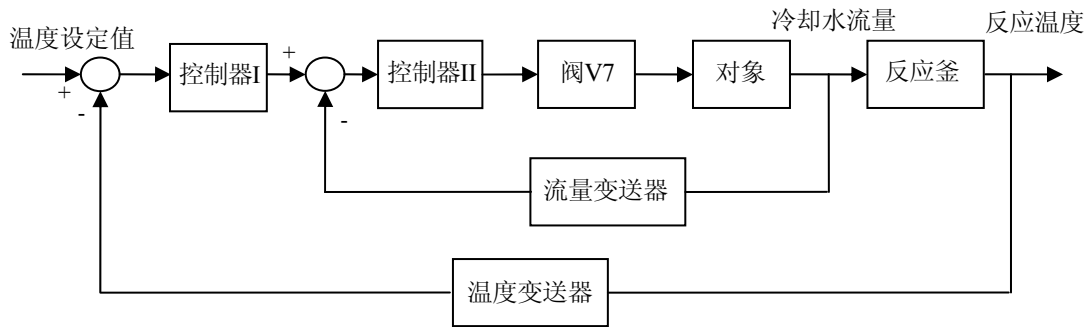 冷却水流量
反应温度
温度设定值
+
-
控制器I
+
-
控制器II
阀V7
对象
反应釜
流量变送器
温度变送器